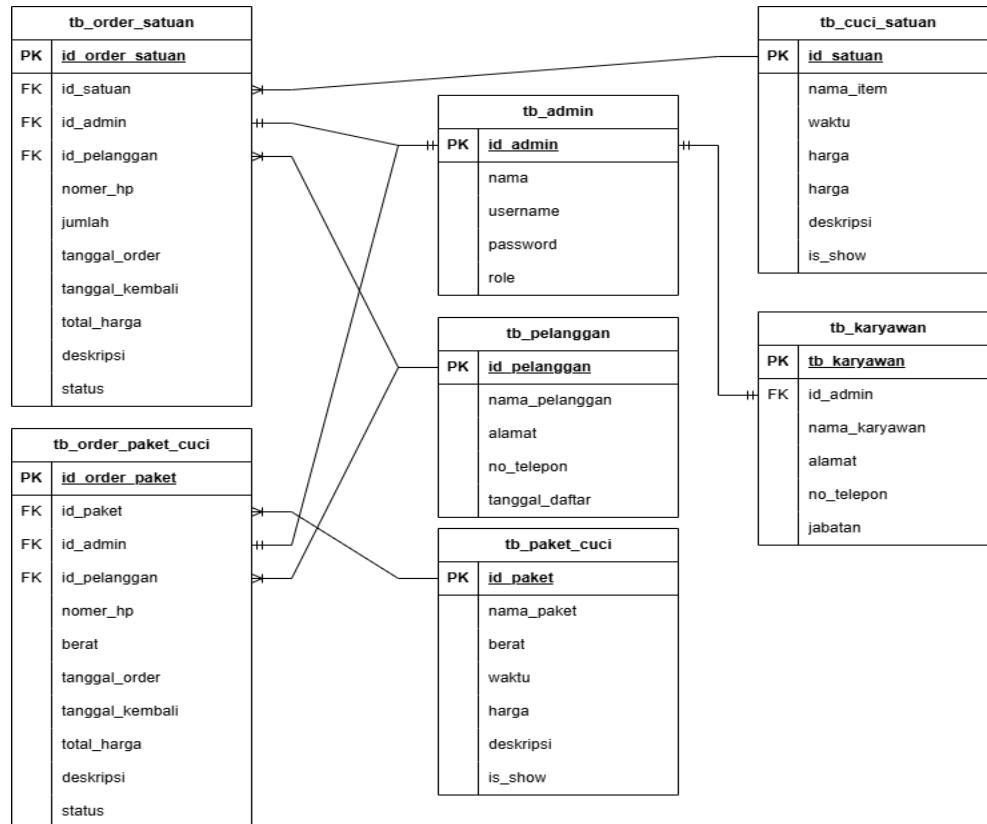 tb_order_satuan
PK id_order_satuan
FK id_satuan
FK id_admin
FK id_pelanggan
nomer_hp
jumlah
tanggal_order
tanggal_kembali
total_harga
deskripsi
status
tb_order_paket_cuci
PK id_order_paket
FK id_paket
FK id_admin
FK id_pelanggan
nomer_hp
berat
tanggal_order
tanggal_kembali
total_harga
deskripsi
status
tb_admin
PK id_admin
nama
username
password
role
tb_pelanggan
PK id_pelanggan
nama_pelanggan
alamat
no_telepon
tanggal_daftar
tb_paket_cuci
PK id_paket
nama_paket
berat
waktu
harga
deskripsi
is_show
tb_cuci_satuan
PK id_satuan
nama_item
waktu
harga
harga
deskripsi
is_show
tb_karyawan
PK tb_karyawan
FK id_admin
nama_karyawan
alamat
no_telepon
jabatan